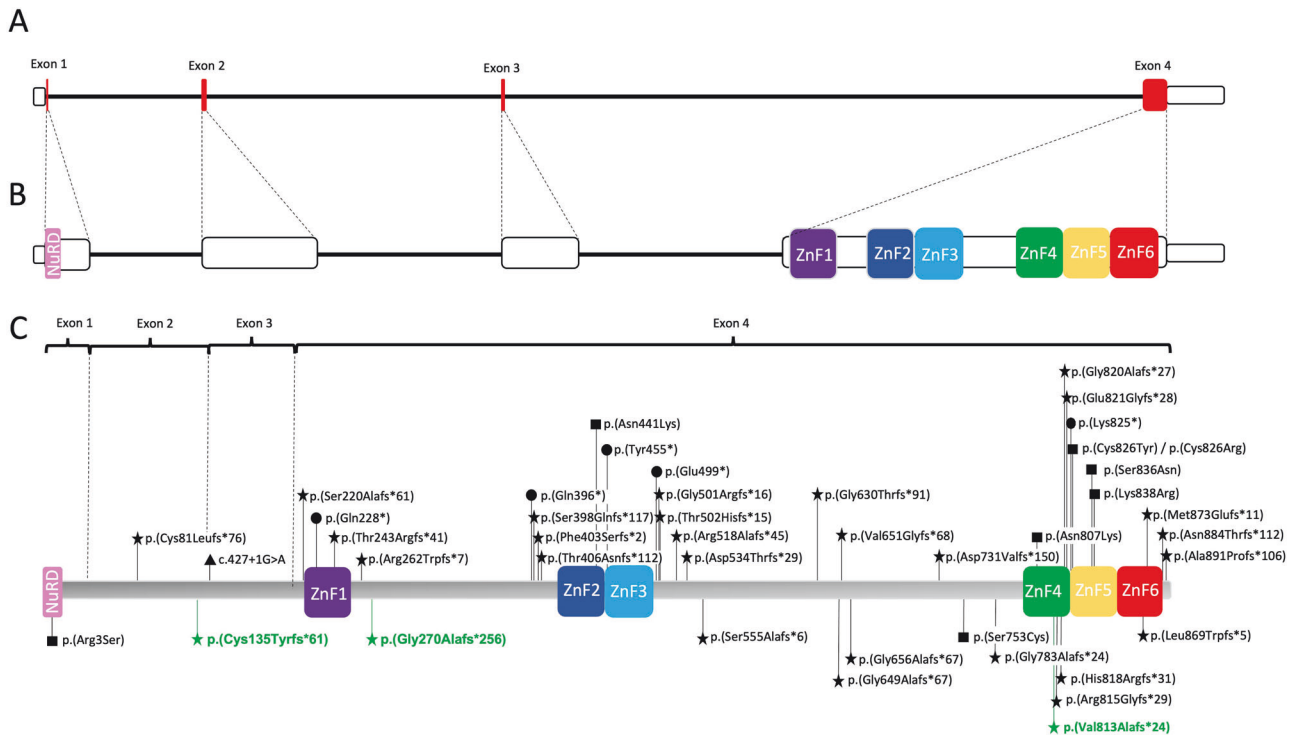 A
Exon 1
Exon 2
Exon 3
Exon 4
B
NuRD
ZnF1
ZnF2
ZnF3
ZnF4
ZnF5
ZnF6
C
Exon 1
Exon 2
Exon 3
Exon 4
p.(Gly820Alafs*27)
p.(Glu821Glyfs*28)
p.(Asn441Lys)
p.(Lys825*)
p.(Tyr455*)
p.(Cys826Tyr) / p.(Cys826Arg)
p.(Glu499*)
p.(Ser836Asn)
p.(Ser220Alafs*61)
p.(Gln396*)
p.(Gly501Argfs*16)
p.(Gly630Thrfs*91)
p.(Lys838Arg)
p.(Gln228*)
p.(Ser398Glnfs*117)
p.(Thr502Hisfs*15)
p.(Met873Glufs*11)
p.(Cys81Leufs*76)
p.(Thr243Argfs*41)
p.(Phe403Serfs*2)
p.(Arg518Alafs*45)
p.(Val651Glyfs*68)
p.(Asn807Lys)
p.(Asn884Thrfs*112)
c.427+1G>A
p.(Arg262Trpfs*7)
p.(Thr406Asnfs*112)
p.(Asp534Thrfs*29)
p.(Asp731Valfs*150)
p.(Ala891Profs*106)
NuRD
ZnF1
ZnF2
ZnF3
ZnF4
ZnF5
ZnF6
p.(Arg3Ser)
p.(Cys135Tyrfs*61)
p.(Gly270Alafs*256)
p.(Ser555Alafs*6)
p.(Ser753Cys)
p.(Leu869Trpfs*5)
p.(Gly656Alafs*67)
p.(Gly783Alafs*24)
p.(Gly649Alafs*67)
p.(His818Argfs*31)
p.(Arg815Glyfs*29)
p.(Val813Alafs*24)